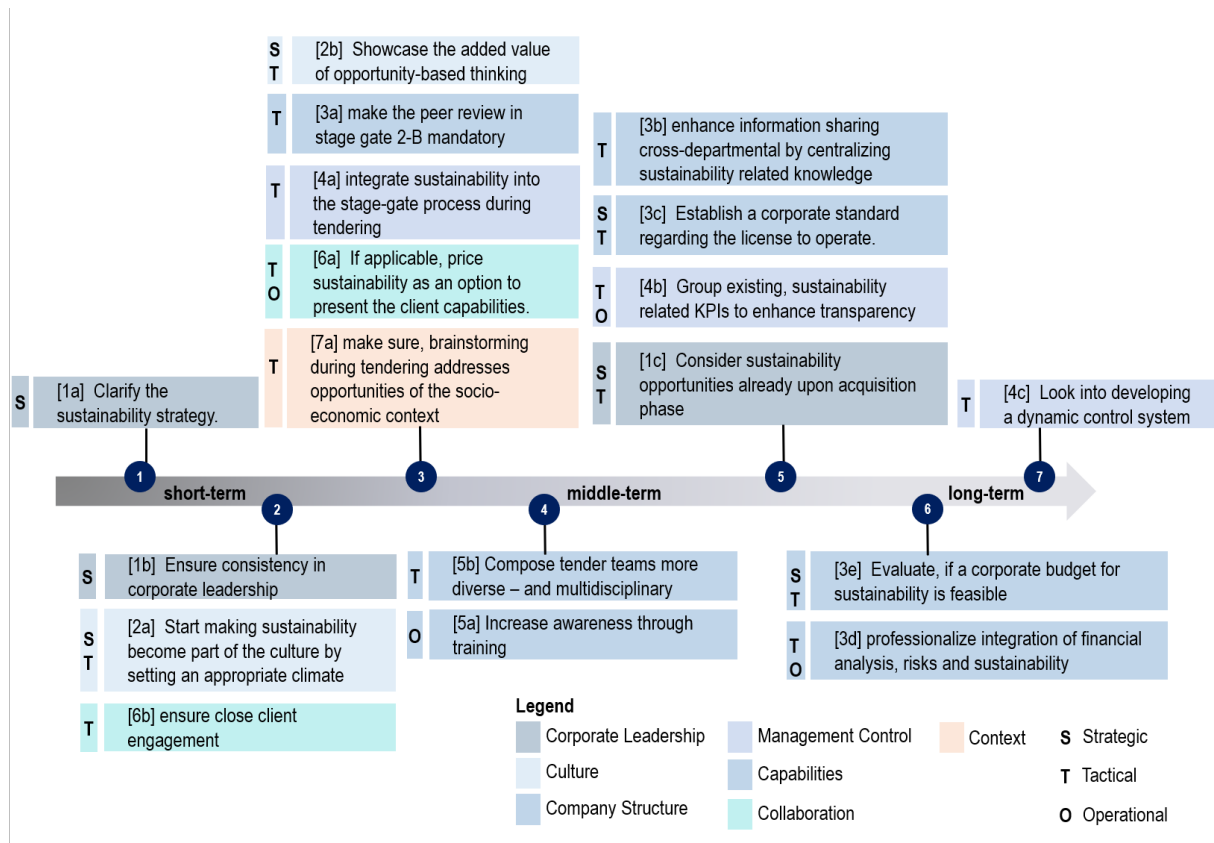 S
T
[2b] Showcase the added value
of opportunity-based thinking
T
[3a] make the peer review in
stage gate 2-B mandatory
T
[4a] integrate sustainability into
the stage-gate process during
tendering
T
O
[6a] If applicable, price
sustainability as an option to
present the client capabilities.
T
[7a] make sure, brainstorming
during tendering addresses
opportunities of the socio-
economic context
T
[3b] enhance information sharing
cross-departmental by centralizing
sustainability related knowledge
S
T
[3c] Establish a corporate standard
regarding the license to operate.
T
O
[4b] Group existing, sustainability
related KPIs to enhance transparency
S
T
[1c] Consider sustainability
opportunities already upon acquisition
phase
S
[1a] Clarify the
sustainability strategy.
T
[4c] Look into developing
a dynamic control system
1
3
5
7
short-term
middle-term
long-term
2
4
6
S
[1b] Ensure consistency in
corporate leadership
S
T
[2a] Start making sustainability
become part of the culture by
setting an appropriate climate
T
[6b] ensure close client
engagement
T
[5b] Compose tender teams more
diverse – and multidisciplinary
O
[5a] Increase awareness through
training
S
T
[3e] Evaluate, if a corporate budget for
sustainability is feasible
T
O
[3d] professionalize integration of financial
analysis, risks and sustainability
Legend
Corporate Leadership
Culture
Company Structure
Management Control
Capabilities
Collaboration
Context
S Strategic
T Tactical
O Operational